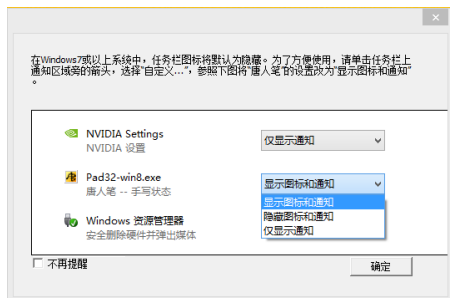 在Windows7或以上系统中，任务栏图标将默认为隐藏。为了方便使用，请单击任务栏上
通知区域旁的箭头，选择“自定义...”，参照下图将“唐人笔”的设置改为“显示图标和通知”
。
NVIDIA Settings
NVIDIA 设置
仅显示通知
Pad32-win8.exe
唐人笔 -- 手写状态
显示图标和通知
显示图标和通知
隐藏图标和通知
仅显示通知
Windows 资源管理器
安全删除硬件并弹出媒体
不再提醒
确定